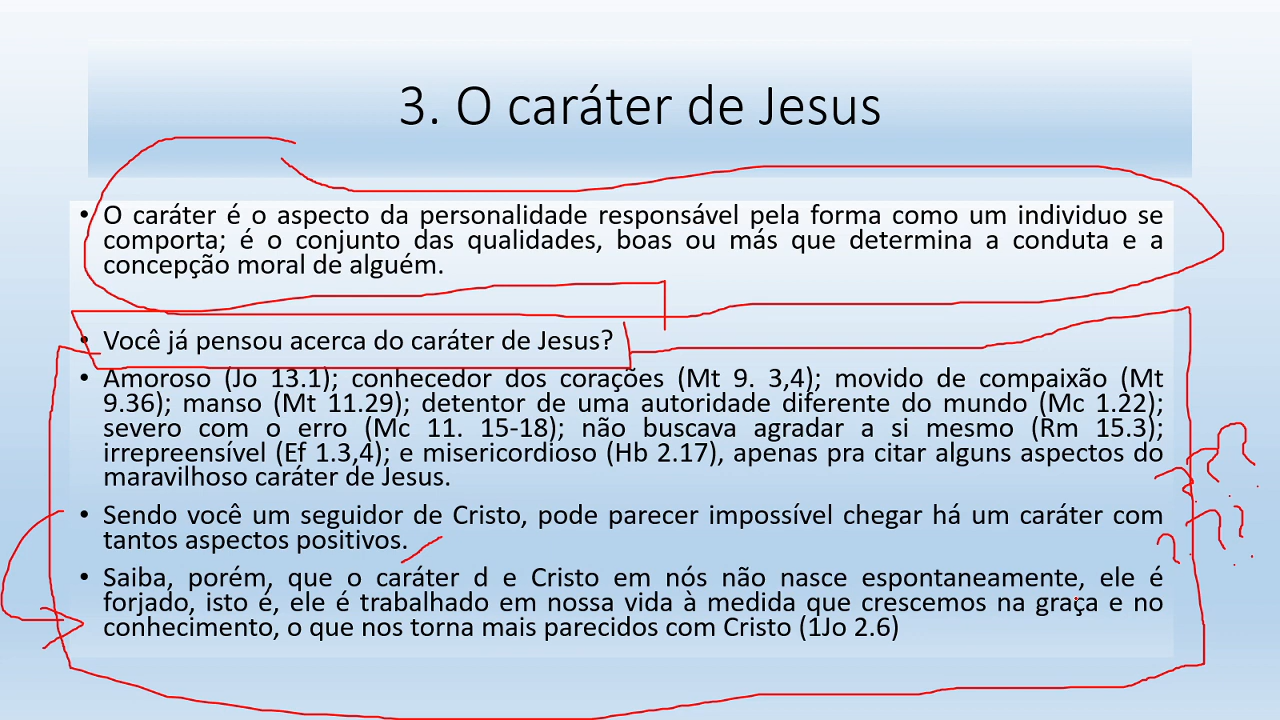 3. O caráter de Jesus
• O caráter é o aspecto da personalidade responsável pela forma como um individuo se
comporta; é o conjunto das qualidades, boas ou más que determina a conduta e a
concepção moral de alguém.
• Você já pensou acerca do caráter de Jesus?
• Amoroso (Jo 13.1); conhecedor dos corações (Mt 9. 3,4); movido de compaixão (Mt
9.36); manso (Mt 11.29); detentor de uma autoridade diferente do mundo (Mc 1.22);
severo com o erro (Mc 11. 15-18); não buscava agradar a si mesmo (Rm 15.3);
irrepreensível (Ef 1.3,4); e misericordioso (Hb 2.17), apenas pra citar alguns aspectos do
maravilhoso caráter de Jesus.
• Sendo você um seguidor de Cristo, pode parecer impossível chegar há um caráter com
tantos aspectos positivos.
• Saiba, porém, que o caráter d e Cristo em nós não nasce espontaneamente, ele é
forjado, isto é, ele é trabalhado em nossa vida à medida que crescemos na graça e no
conhecimento, o que nos torna mais parecidos com Cristo (1Jo 2.6)